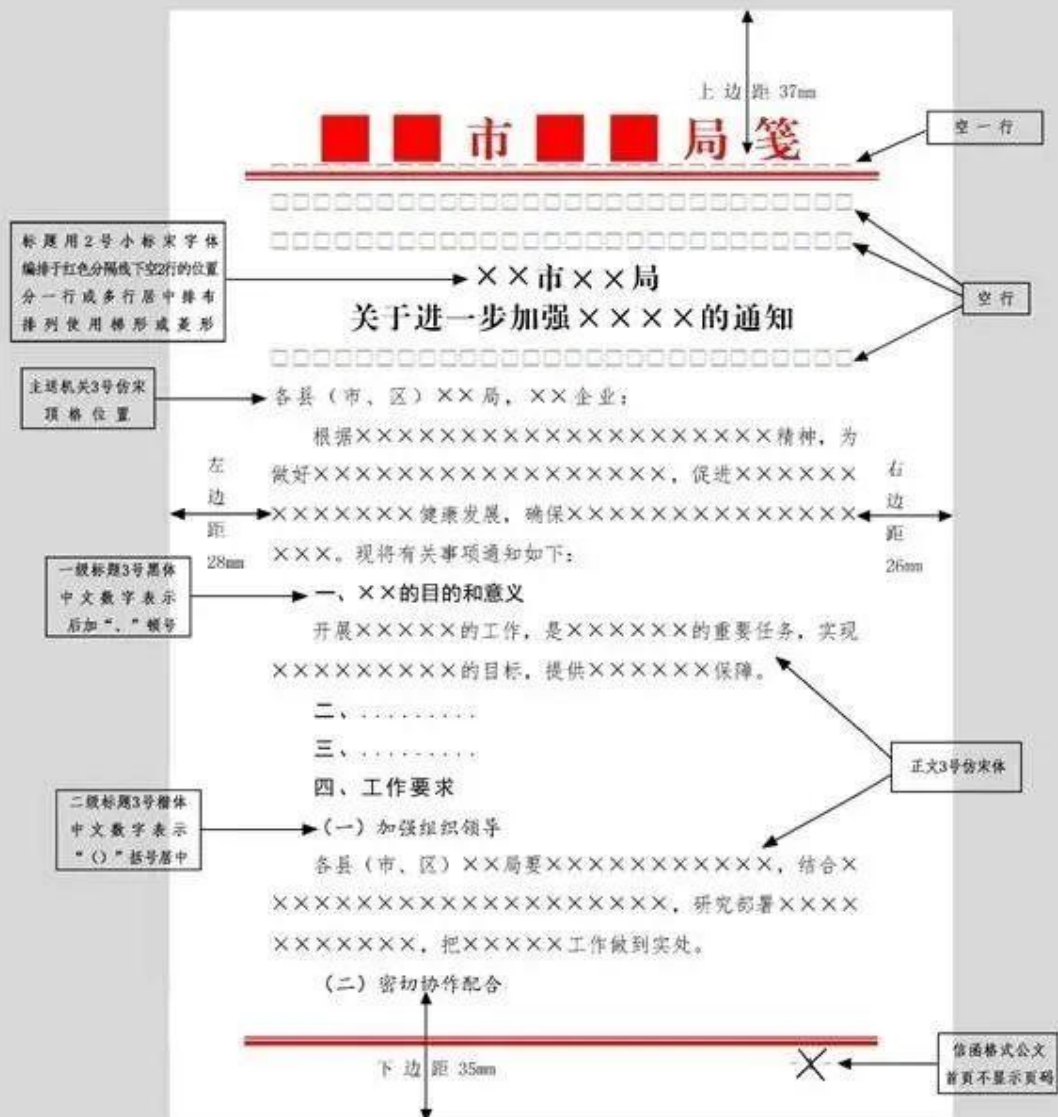 上边距 37mm
■■市■■局笺
空一行
□□□□□□□□□□□□□□□□□□□□□□□□□□□□
□□□□□□□□□□□□□□□□□□□□□□□□□□□□
标题用2号小标宋字体
编排于红色分隔线下空2行的位置
分一行或多行居中排布
排列使用梯形或菱形
××市××局
关于进一步加强××××的通知
空行
□□□□□□□□□□□□□□□□□□□□□□□□□□□□
主送机关3号仿宋
顶格位置
各县（市、区）××局，××企业：
根据××××××××××××××××××××精神，为
做好×××××××××××××××××，促进××××××
××××××××健康发展，确保××××××××××××××
×××。现将有关事项通知如下：
左边距
28mm
右边距
26mm
一级标题3号黑体
中文数字表示
后加“、”顿号
一、××的目的和意义
开展×××××的工作，是××××××的重要任务，实现
×××××××××的目标，提供××××××保障。
二、.........
三、.........
四、工作要求
正文3号仿宋体
二级标题3号楷体
中文数字表示
“（）”括号居中
（一）加强组织领导
各县（市、区）××局要×××××××××××，结合×
×××××××××××××××××××，研究部署××××
×××××××，把×××××工作做到实处。
（二）密切协作配合
下边距 35mm
信函格式公文
首页不显示页码